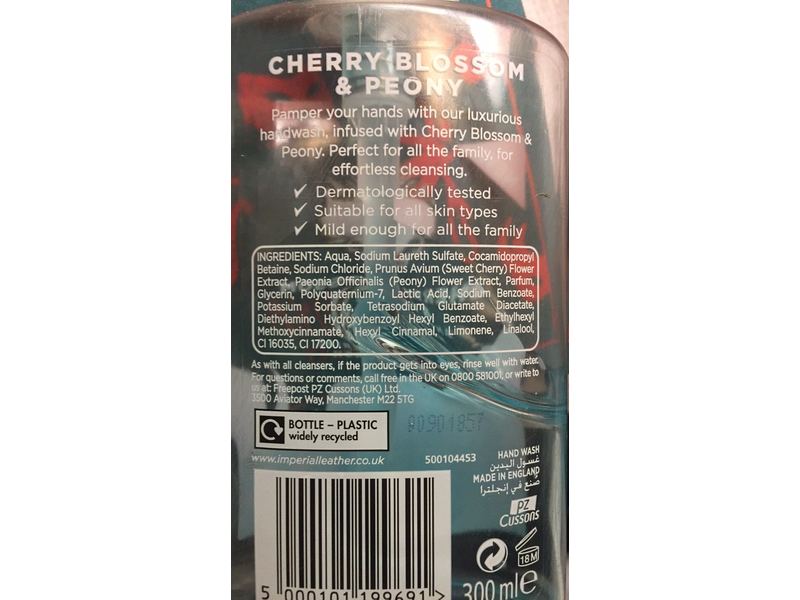 CHERRY BLOSSOM
& PEONY
Pamper your hands with our luxurious
handwash, infused with Cherry Blossom &
Peony. Perfect for all the family, for
effortless cleansing.
✓ Dermatologically tested
✓ Suitable for all skin types
✓ Mild enough for all the family
INGREDIENTS: Aqua, Sodium Laureth Sulfate, Cocamidopropyl
Betaine, Sodium Chloride, Prunus Avium (Sweet Cherry) Flower
Extract, Paeonia Officinalis (Peony) Flower Extract, Parfum,
Glycerin, Polyquaternium-7, Lactic Acid, Sodium Benzoate,
Potassium Sorbate, Tetrasodium Glutamate Diacetate,
Diethylamino Hydroxybenzoyl Hexyl Benzoate, Ethylhexyl
Methoxycinnamate, Hexyl Cinnamal, Limonene, Linalool,
CI 16035, CI 17200.
As with all cleansers, if the product gets into eyes, rinse well with water.
For questions or comments, call free in the UK on 0800 581001, or write to
us at: Freepost PZ Cussons (UK) Ltd.
3500 Aviator Way, Manchester M22 5TG
BOTTLE – PLASTIC
widely recycled
00901857
www.imperialleather.co.uk
500104453
HAND WASH
غسول اليدين
MADE IN ENGLAND
صُنع في إنجلترا
PZ
Cussons
18M
300 ml e
5 000101 199691 >